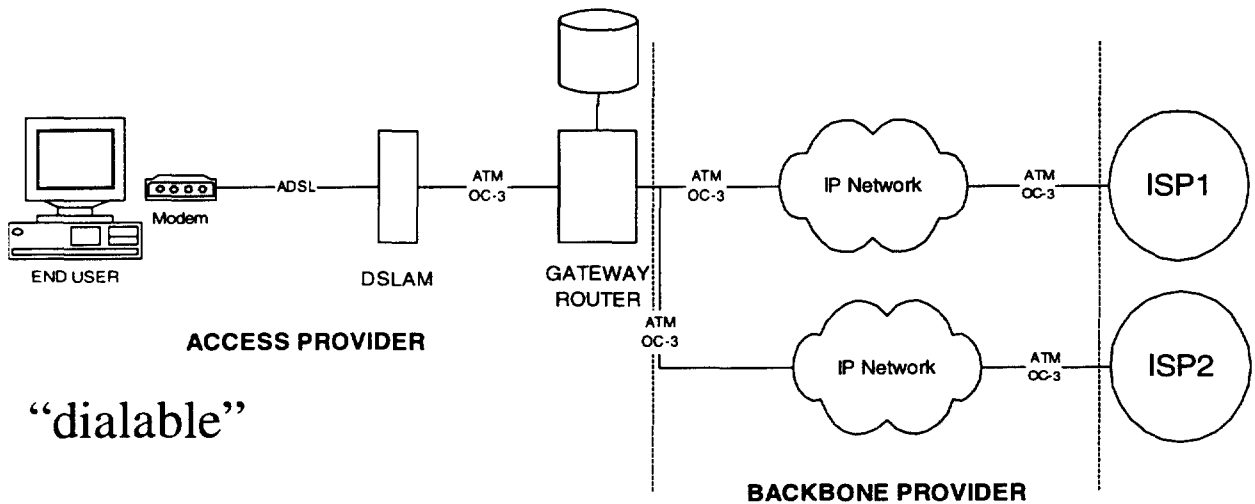 END USER
Modem
ADSL
DSLAM
ATM
OC-3
GATEWAY
ROUTER
ATM
OC-3
IP Network
ATM
OC-3
ISP1
ATM
OC-3
IP Network
ATM
OC-3
ISP2
ACCESS PROVIDER
“dialable”
BACKBONE PROVIDER